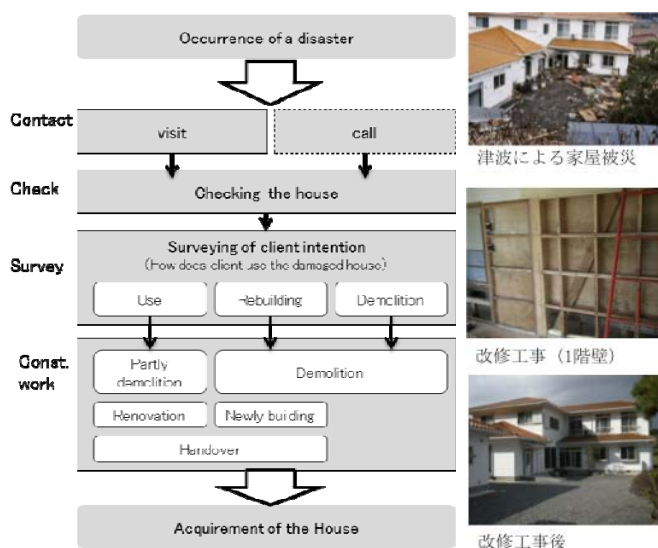 Occurrence of a disaster
Contact
visit
call
Check
Checking the house
Survey
Surveying of client intention
(How does client use the damaged house)
Use
Rebuilding
Demolition
Const.
work
Partly
demolition
Demolition
Renovation
Newly building
Handover
Acquirement of the House
津波による家屋被災
改修工事（1階壁）
改修工事後